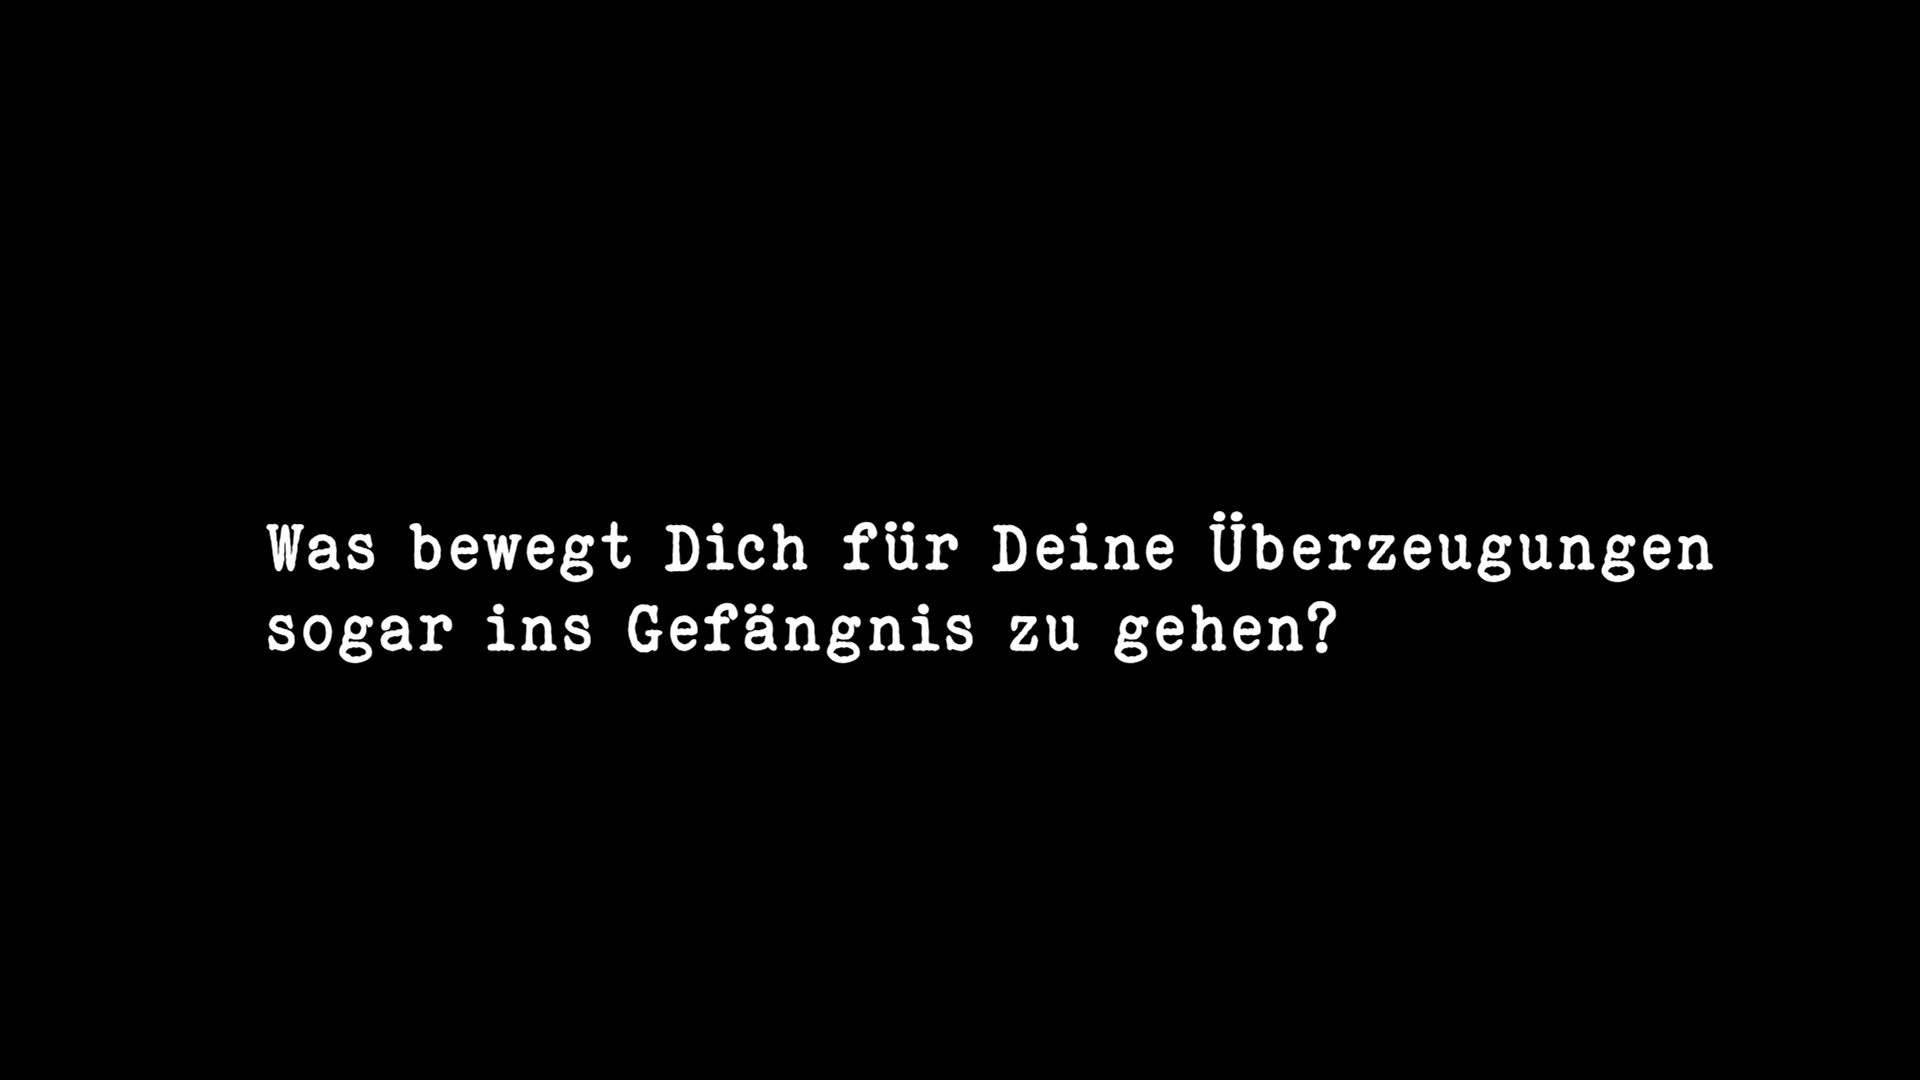 Was bewegt Dich für Deine Überzeugungen
sogar ins Gefängnis zu gehen?